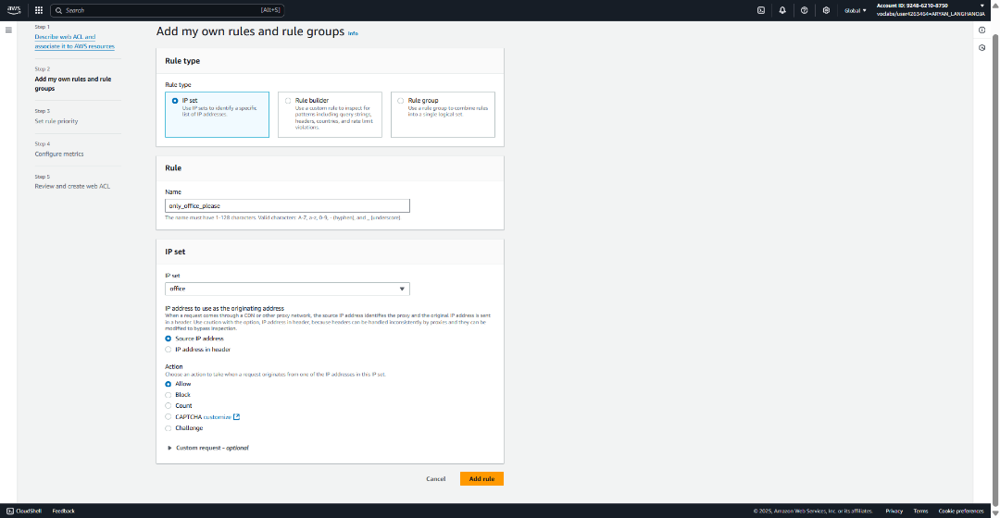 aws
Search
[Alt+S]
Global
Account ID: 9248-6210-8750
voclabs/user4263464=ARYAN_LANGHANOJA
Step 1
Describe web ACL and
associate it to AWS resources
Step 2
Add my own rules and rule
groups
Step 3
Set rule priority
Step 4
Configure metrics
Step 5
Review and create web ACL
Add my own rules and rule groups Info
Rule type
Rule type
IP set
Use IP sets to identify a specific
list of IP addresses.
Rule builder
Use a custom rule to inspect for
patterns including query strings,
headers, countries, and rate limit
violations.
Rule group
Use a rule group to combine rules
into a single logical set.
Rule
Name
only_office_please
The name must have 1-128 characters. Valid characters: A-Z, a-z, 0-9, - (hyphen), and _ (underscore).
IP set
IP set
office
IP address to use as the originating address
When a request comes through a CDN or other proxy network, the source IP address identifies the proxy and the original IP address is sent
in a header. Use caution with the option, IP address in header, because headers can be handled inconsistently by proxies and they can be
modified to bypass inspection.
Source IP address
IP address in header
Action
Choose an action to take when a request originates from one of the IP addresses in this IP set.
Allow
Block
Count
CAPTCHA customize
Challenge
Custom request - optional
Cancel
Add rule
CloudShell
Feedback
© 2025, Amazon Web Services, Inc. or its affiliates.
Privacy
Terms
Cookie preferences